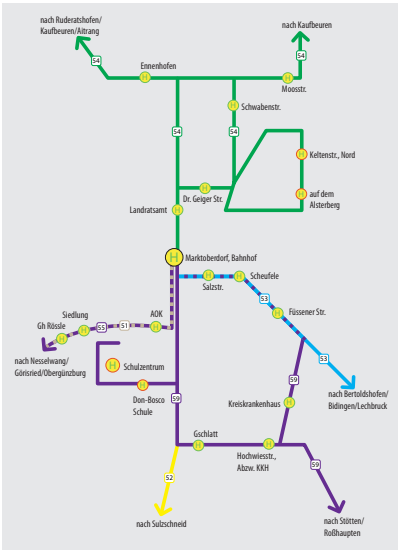 nach Ruderatshofen/
Kaufbeuren/Aitrang
nach Kaufbeuren
54
54
Ennenhofen
H
H
Moosstr.
H
Schwabenstr.
54
54
H
Keltenstr., Nord
H
Dr. Geiger Str.
H
auf dem
Alsterberg
Landratsamt
H
H
Marktoberdorf, Bahnhof
H
Salzstr.
H
Scheufele
53
H
Füssener Str.
Siedlung
Gh Rössle
H
H
55
51
AOK
H
nach Nesselwang/
Görisried/Obergünzburg
H
Schulzentrum
53
59
H
Don-Bosco
Schule
59
nach Bertoldshofen/
Bidingen/Lechbruck
Kreiskrankenhaus
H
Gschlatt
H
H
Hochwiesstr.,
Abzw. KKH
59
52
nach Sulzschneid
nach Stötten/
Roßhaupten